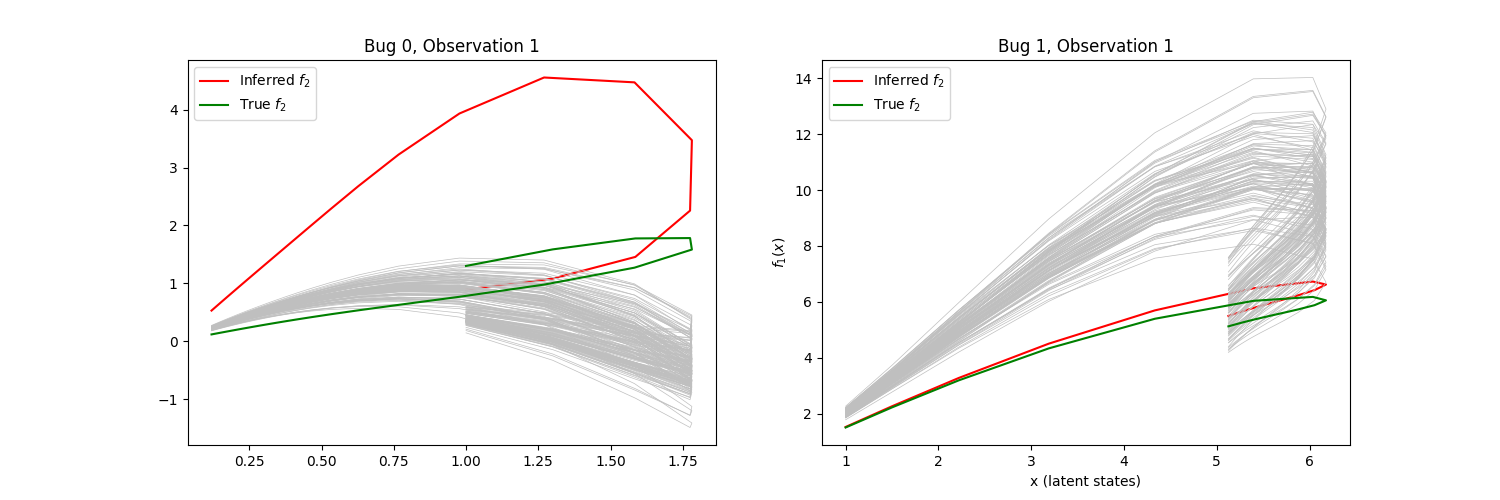 Bug 0, Observation 1
Inferred f₂
True f₂
4
3
2
1
0
−1
0.25 0.50 0.75 1.00 1.25 1.50 1.75
Bug 1, Observation 1
Inferred f₂
True f₂
14
12
10
8
6
4
2
f₁(x)
1 2 3 4 5 6
x (latent states)